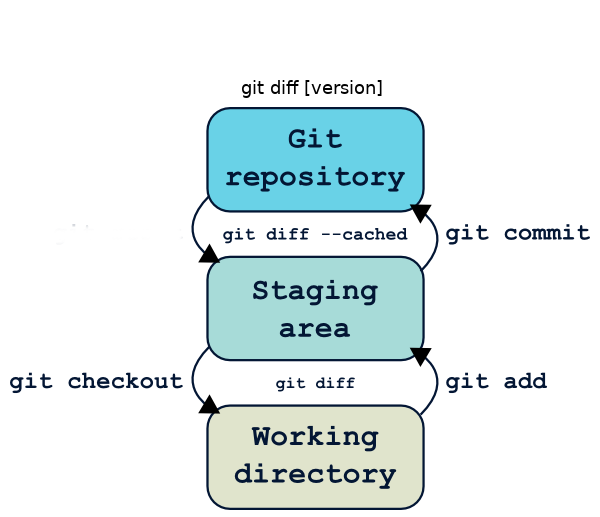 git diff [version]
Git
repository
git diff --cached
git commit
Staging
area
git checkout
git diff
git add
Working
directory